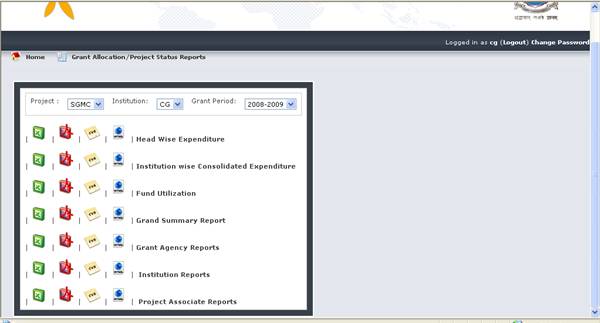 Logged in as cg (Logout) Change Password
Home Grant Allocation/Project Status Reports
Project : SGMC Institution: CG Grant Period: 2008-2009
| | | | | Head Wise Expenditure
| | | | | Institution wise Consolidated Expenditure
| | | | | Fund Utilization
| | | | | Grand Summary Report
| | | | | Grant Agency Reports
| | | | | Institution Reports
| | | | | Project Associate Reports